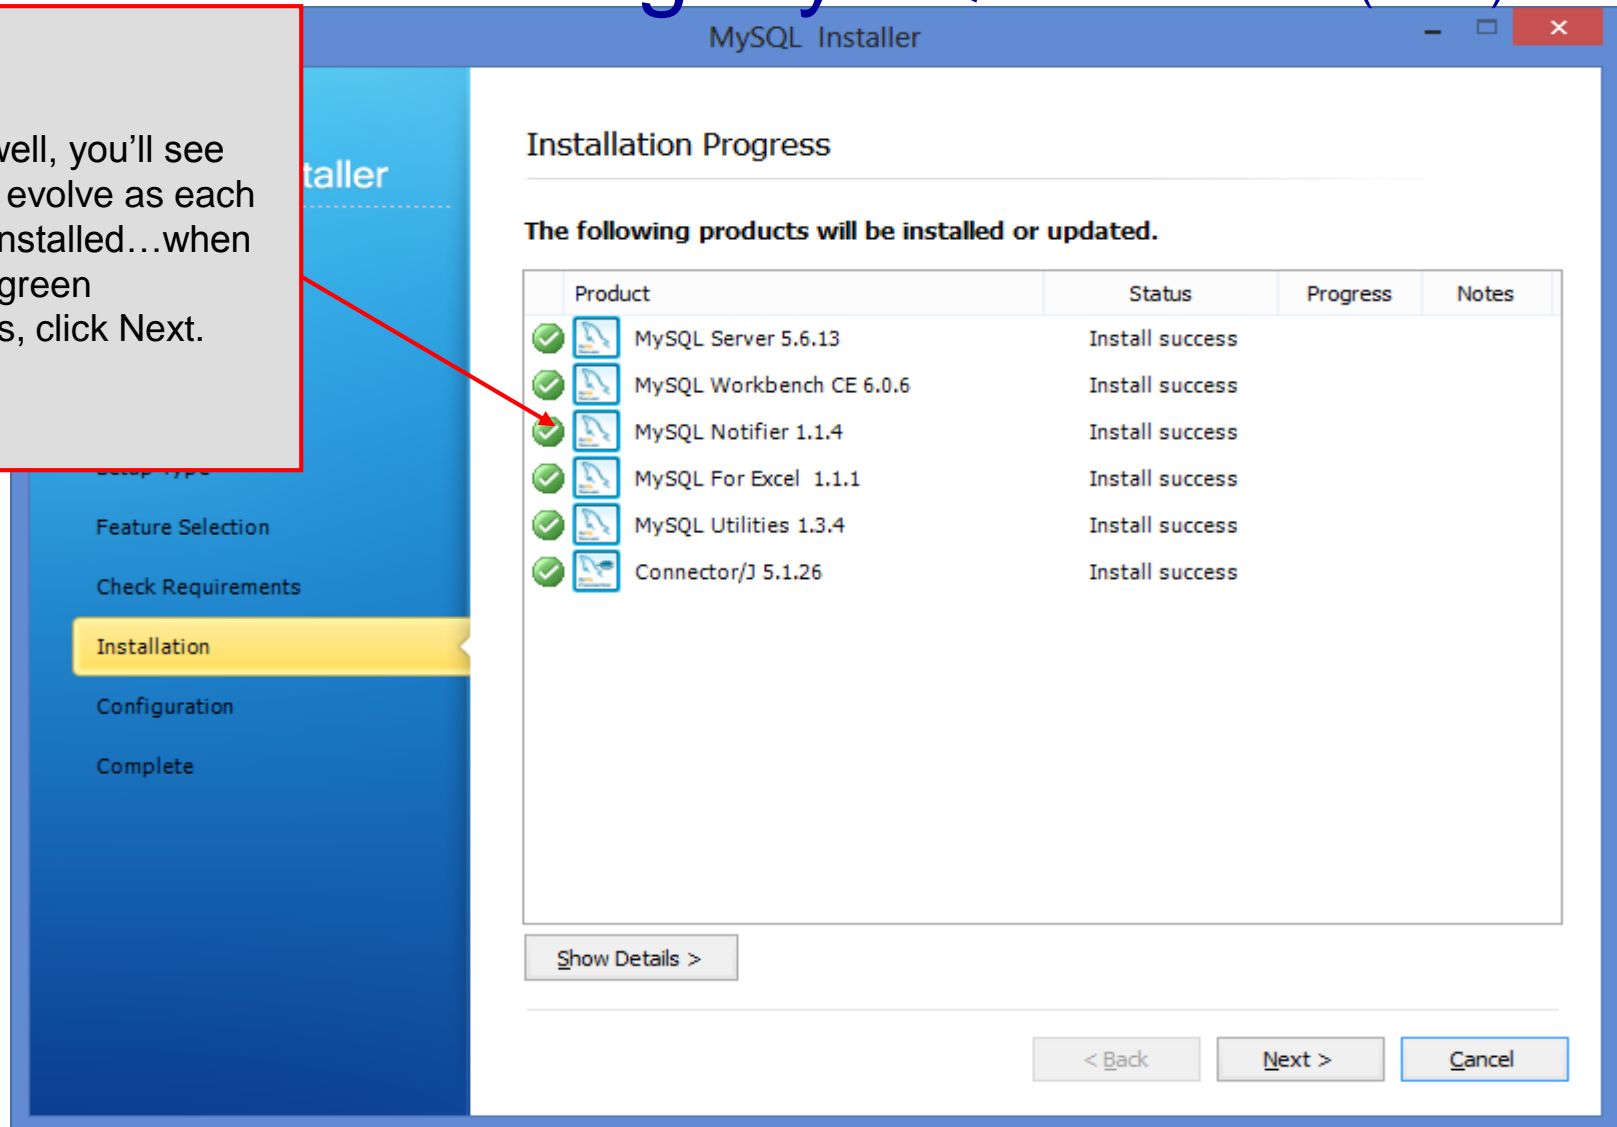 MySQL Installer
you'll see
evolve as each
installed…when
green
click Next.
Installation Progress
The following products will be installed or updated.
Product Status Progress Notes
MySQL Server 5.6.13 Install success
MySQL Workbench CE 6.0.6 Install success
MySQL Notifier 1.1.4 Install success
MySQL For Excel 1.1.1 Install success
MySQL Utilities 1.3.4 Install success
Connector/J 5.1.26 Install success
Setup Type
Feature Selection
Check Requirements
Installation
Configuration
Complete
Show Details >
< Back Next > Cancel